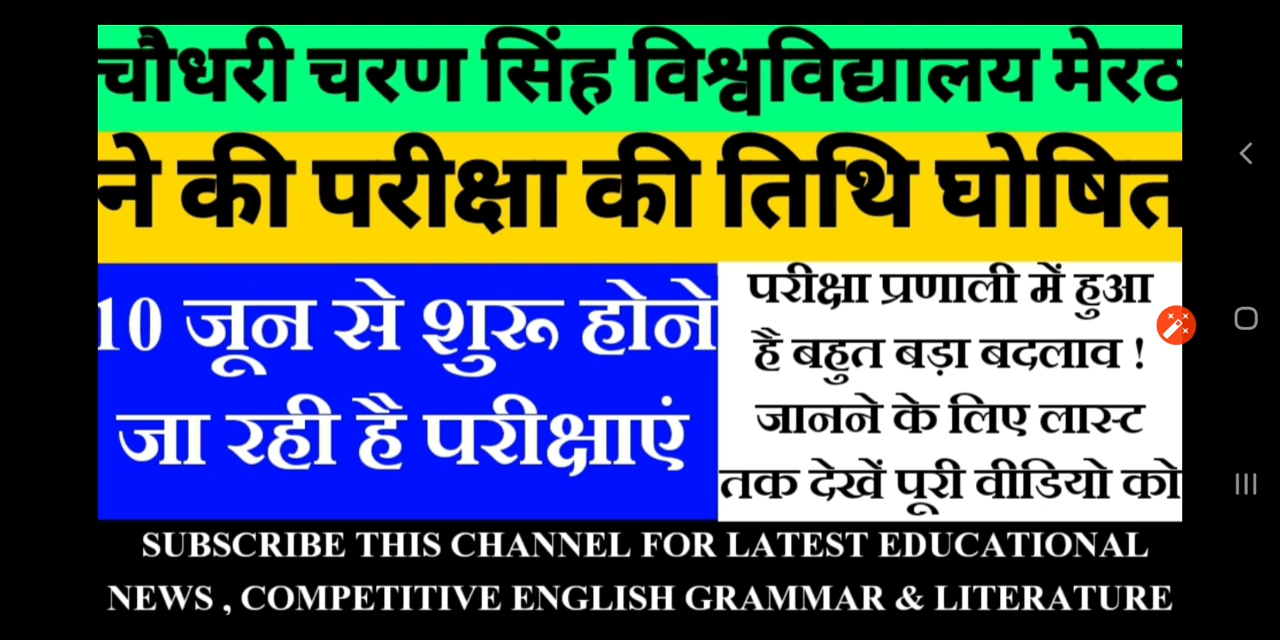 चौधरी चरण सिंह विश्वविद्यालय मेरठ
ने की परीक्षा की तिथि घोषित
10 जून से शुरू होने
जा रही है परीक्षाएं
परीक्षा प्रणाली में हुआ
है बहुत बड़ा बदलाव !
जानने के लिए लास्ट
तक देखें पूरी वीडियो को
SUBSCRIBE THIS CHANNEL FOR LATEST EDUCATIONAL
NEWS , COMPETITIVE ENGLISH GRAMMAR & LITERATURE